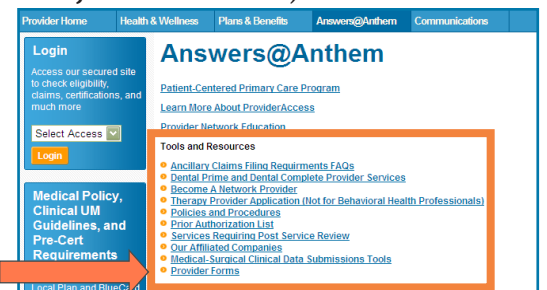 Provider Home Health & Wellness Plans & Benefits Answers@Anthem Communications
Login
Access our secured site
to check eligibility,
claims, certifications, and
much more
Select Access
Login
Medical Policy,
Clinical UM
Guidelines, and
Pre-Cert
Requirements
Local Plan and BlueCard
Answers@Anthem
Patient-Centered Primary Care Program
Learn More About ProviderAccess
Provider Network Education
Tools and Resources
Ancillary Claims Filing Requirments FAQs
Dental Prime and Dental Complete Provider Services
Become A Network Provider
Therapy Provider Application (Not for Behavioral Health Professionals)
Policies and Procedures
Prior Authorization List
Services Requiring Post Service Review
Our Affiliated Companies
Medical-Surgical Clinical Data Submissions Tools
Provider Forms